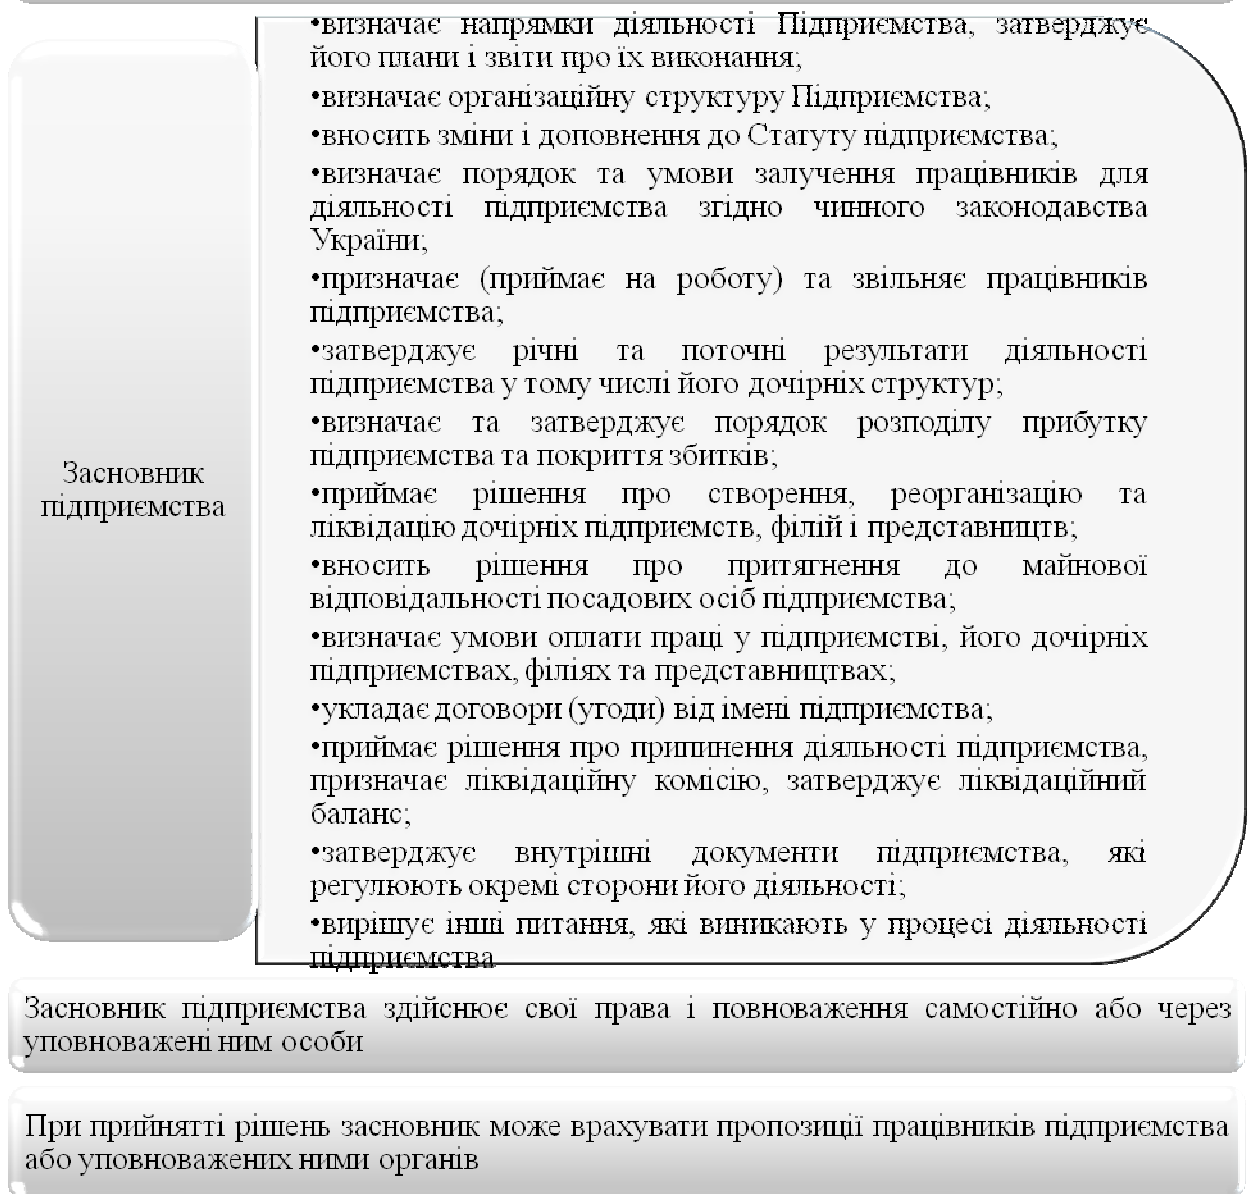 •визначає напрямки діяльності Підприємства, затверджує
його плани і звіти про їх виконання;
•визначає організаційну структуру Підприємства;
•вносить зміни і доповнення до Статуту підприємства;
•визначає порядок та умови залучення працівників для
діяльності підприємства згідно чинного законодавства
України;
•призначає (приймає на роботу) та звільняє працівників
підприємства;
•затверджує річні та поточні результати діяльності
підприємства у тому числі його дочірніх структур;
•визначає та затверджує порядок розподілу прибутку
підприємства та покриття збитків;
Засновник
підприємства
•приймає рішення про створення, реорганізацію та
ліквідацію дочірніх підприємств, філій і представництв;
•вносить рішення про притягнення до майнової
відповідальності посадових осіб підприємства;
•визначає умови оплати праці у підприємстві, його дочірніх
підприємствах, філіях та представництвах;
•укладає договори (угоди) від імені підприємства;
•приймає рішення про припинення діяльності підприємства,
призначає ліквідаційну комісію, затверджує ліквідаційний
баланс;
•затверджує внутрішні документи підприємства, які
регулюють окремі сторони його діяльності;
•вирішує інші питання, які виникають у процесі діяльності
підприємства
Засновник підприємства здійснює свої права і повноваження самостійно або через
уповноважені ним особи
При прийнятті рішень засновник може врахувати пропозиції працівників підприємства
або уповноважених ними органів